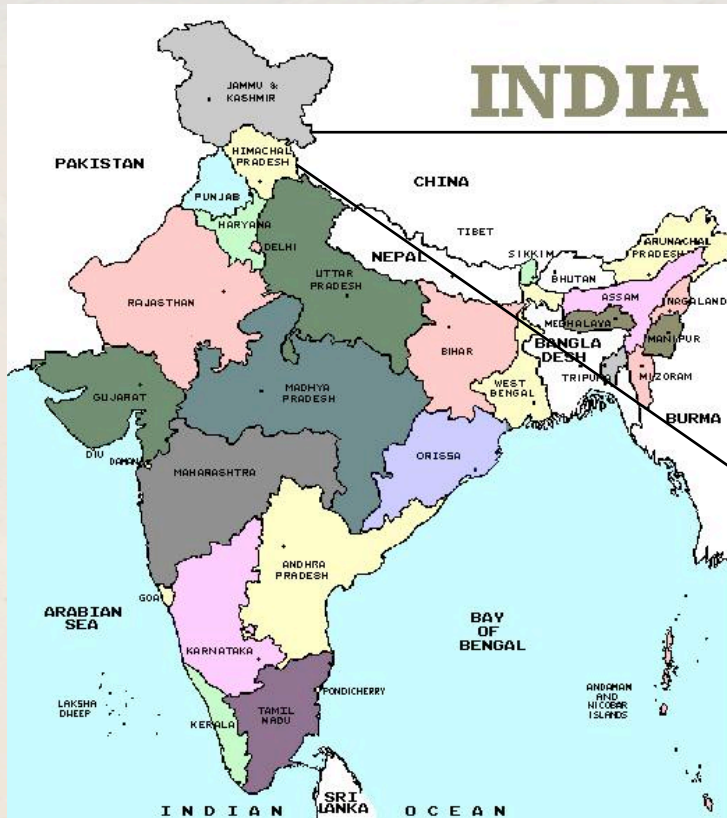 INDIA
JAMMU &
KASHMIR
HIMACHAL
PRADESH
PAKISTAN
PUNJAB
CHINA
HARYANA
DELHI
TIBET
NEPAL
SIKKIM
ARUNACHAL
PRADESH
BHUTAN
UTTAR
PRADESH
RAJASTHAN
ASSAM
NAGALAND
MEGHALAYA
MANIPUR
BANGLA
DESH
BIHAR
TRIPURA
MIZORAM
WEST
BENGAL
GUJARAT
MADHYA
PRADESH
BURMA
DIU
DAMAN
MAHARASHTRA
ORISSA
ANDHRA
PRADESH
GOA
ARABIAN
SEA
BAY
OF
BENGAL
KARNATAKA
LAKSHA
DWEEP
KERALA
TAMIL
NADU
PONDICHERRY
ANDAMAN
AND
NICOBAR
ISLANDS
SRI
LANKA
INDIAN OCEAN